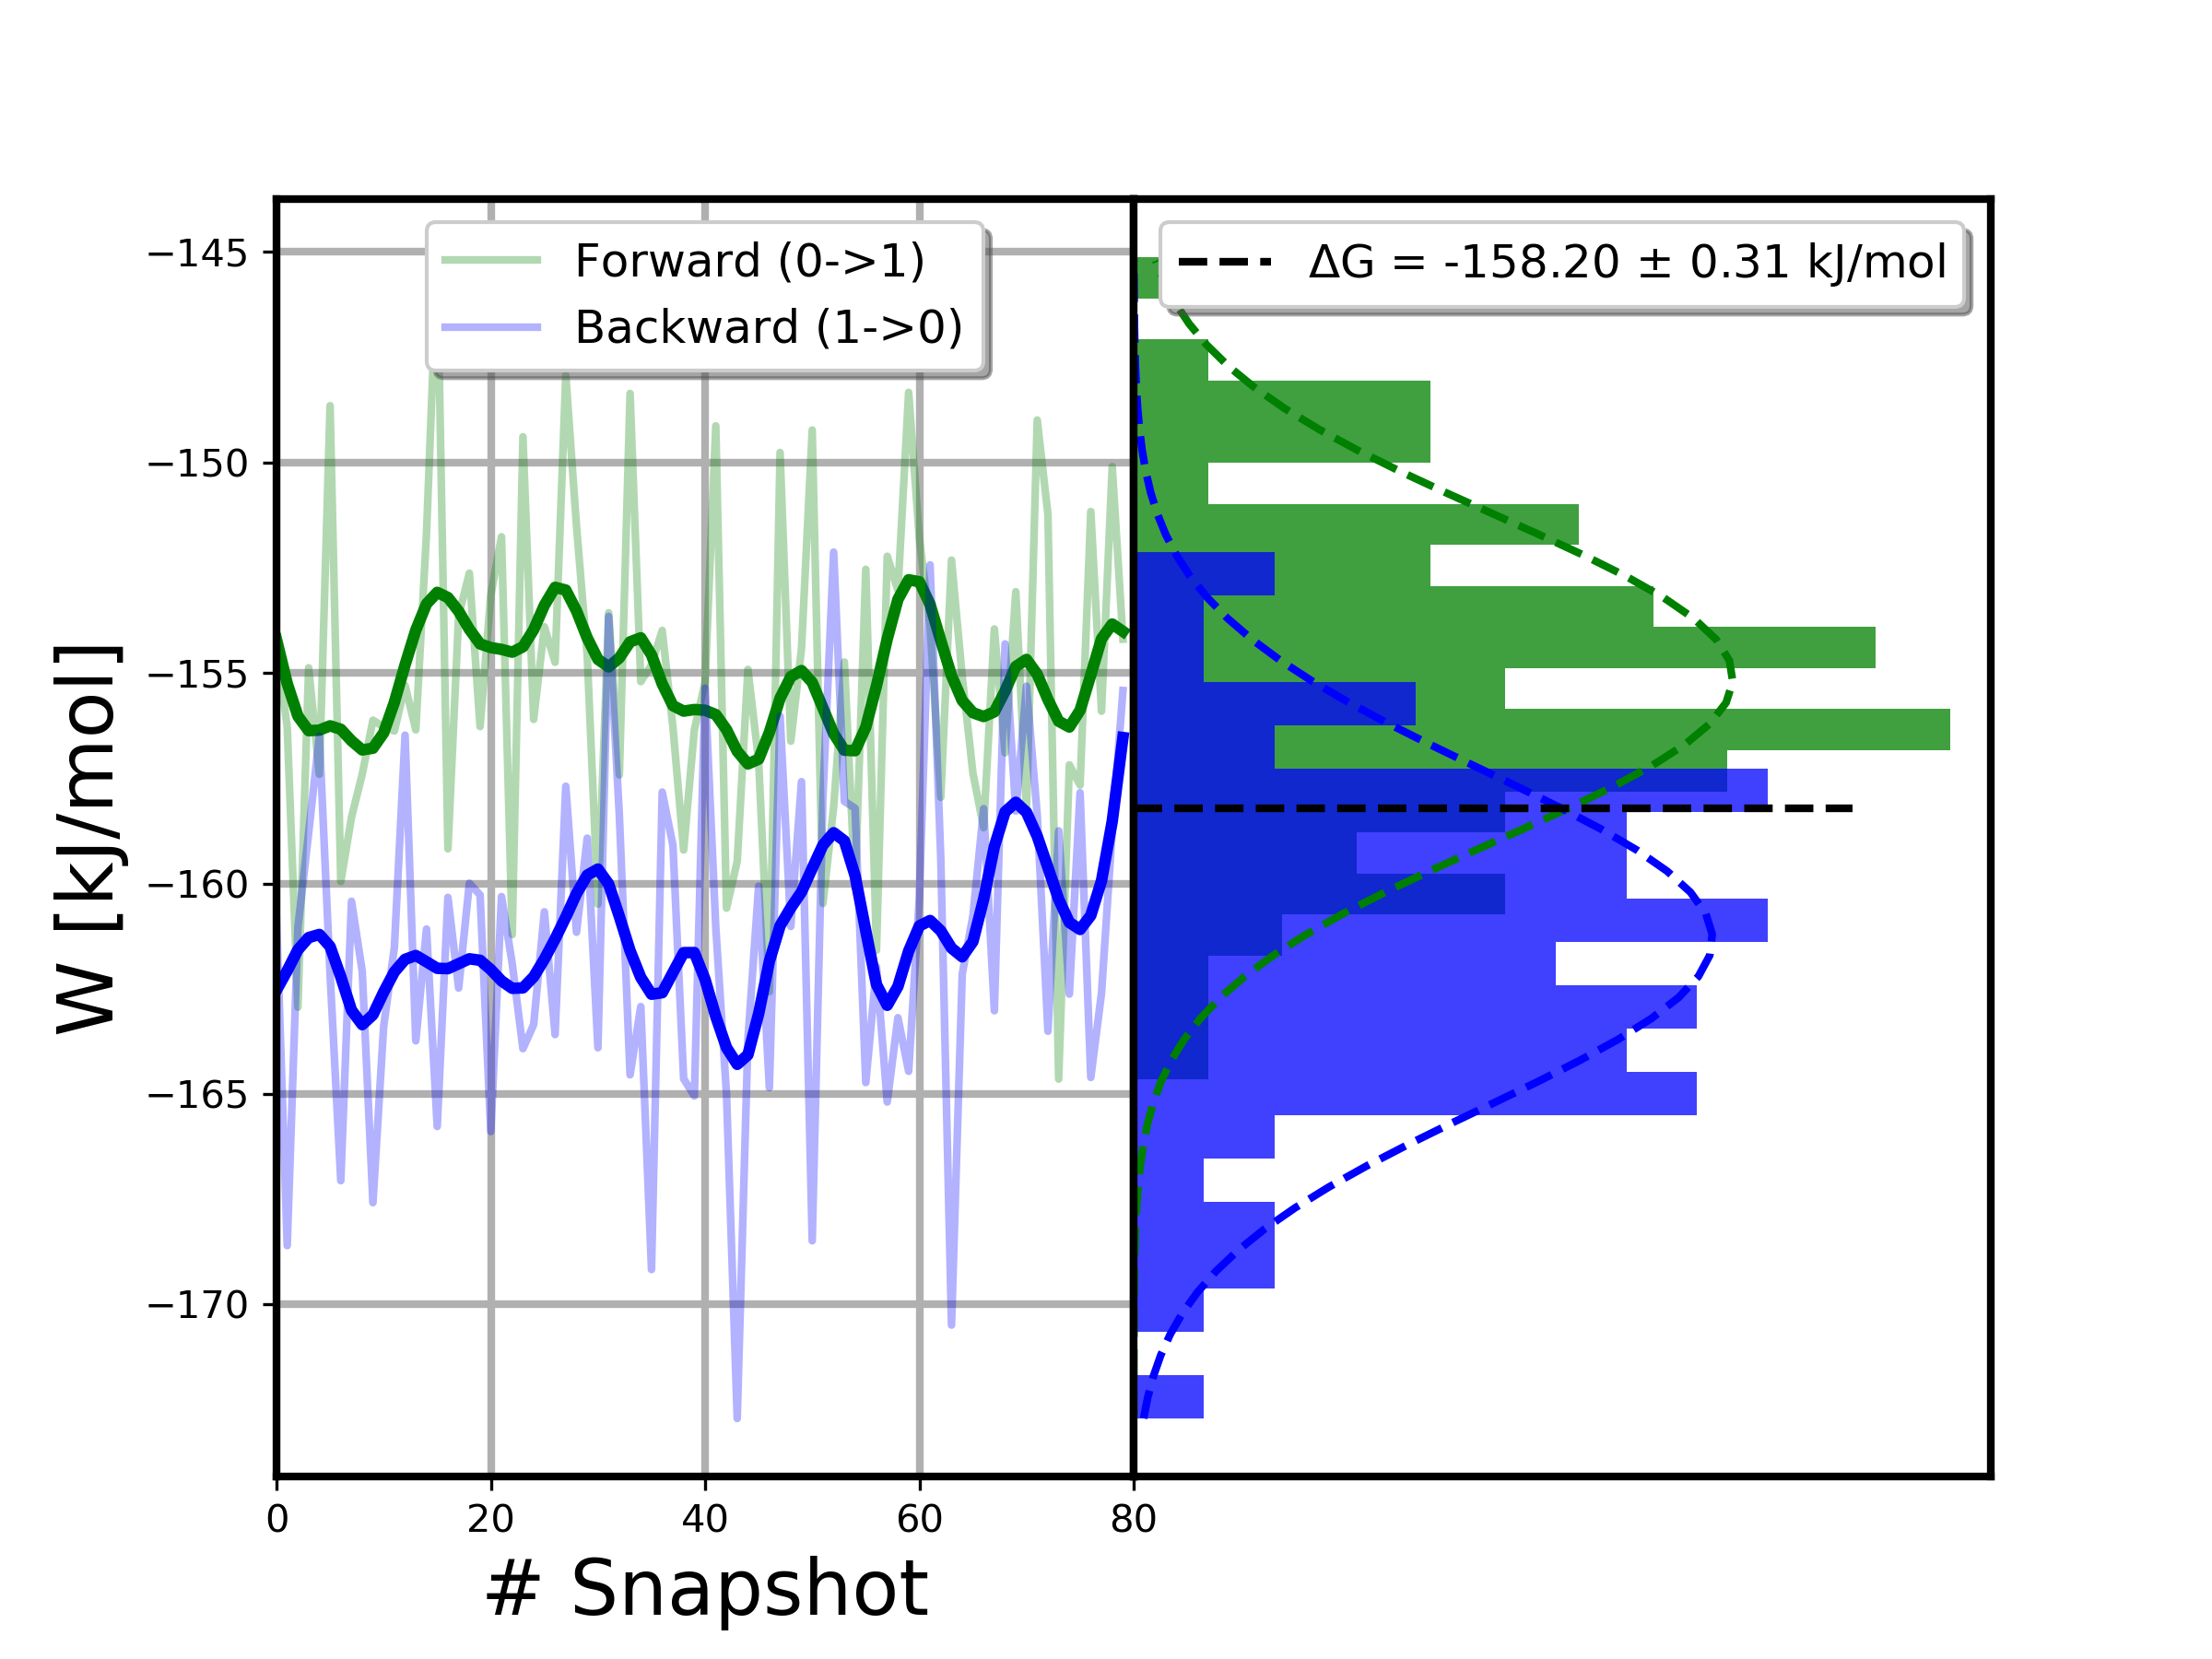 W [kJ/mol]
−145
−150
−155
−160
−165
−170
Forward (0->1)
Backward (1->0)
ΔG = -158.20 ± 0.31 kJ/mol
0 20 40 60 80
# Snapshot